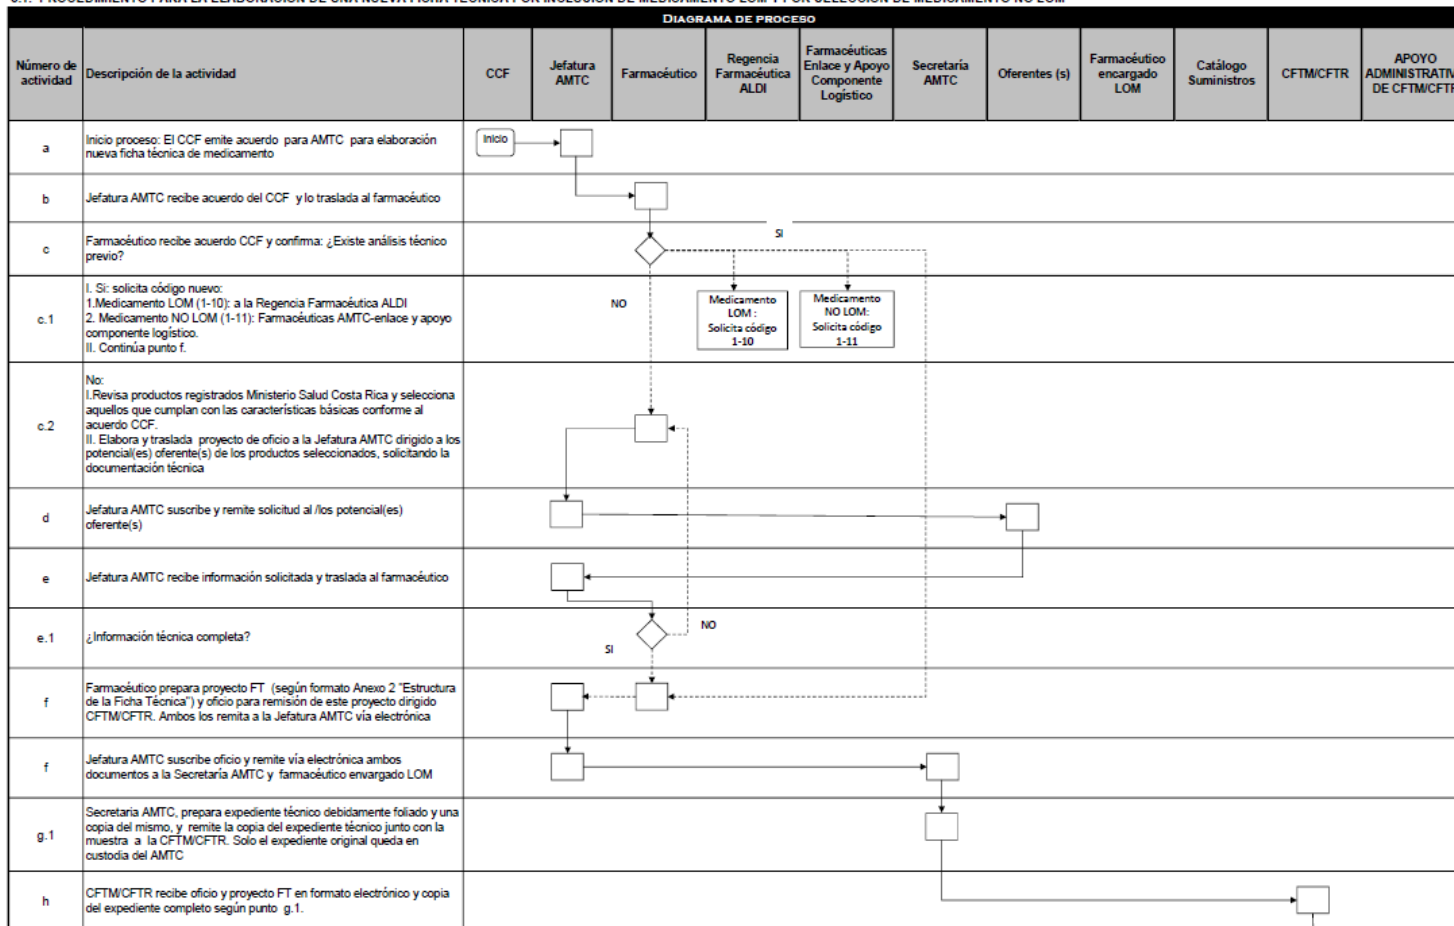 DIAGRAMA DE PROCESO
Número de
actividad
Descripción de la actividad
CCF
Jefatura
AMTC
Farmacéutico
Regencia
Farmacéutica
ALDI
Farmacéuticas
Enlace y Apoyo
Componente
Logístico
Secretaría
AMTC
Oferentes (s)
Farmacéutico
encargado
LOM
Catálogo
Suministros
CFTM/CFTR
APOYO
ADMINISTRATIV
DE CFTM/CFTR
a
Inicio proceso: El CCF emite acuerdo para AMTC para elaboración
nueva ficha técnica de medicamento
Inicio
b
Jefatura AMTC recibe acuerdo del CCF y lo traslada al farmacéutico
c
Farmacéutico recibe acuerdo CCF y confirma: ¿Existe análisis técnico
previo?
SI
c.1
I. Si: solicita código nuevo:
1.Medicamento LOM (1-10): a la Regencia Farmacéutica ALDI
2. Medicamento NO LOM (1-11): Farmacéuticas AMTC-enlace y apoyo
componente logístico.
II. Continúa punto f.
NO
Medicamento
LOM :
Solicita código
1-10
Medicamento
NO LOM:
Solicita código
1-11
c.2
No:
I.Revisa productos registrados Ministerio Salud Costa Rica y selecciona
aquellos que cumplan con las características básicas conforme al
acuerdo CCF.
II. Elabora y traslada proyecto de oficio a la Jefatura AMTC dirigido a los
potencial(es) oferente(s) de los productos seleccionados, solicitando la
documentación técnica
d
Jefatura AMTC suscribe y remite solicitud al /los potencial(es)
oferente(s)
e
Jefatura AMTC recibe información solicitada y traslada al farmacéutico
e.1
¿Información técnica completa?
NO
SI
f
Farmacéutico prepara proyecto FT (según formato Anexo 2 "Estructura
de la Ficha Técnica") y oficio para remisión de este proyecto dirigido
CFTM/CFTR. Ambos los remita a la Jefatura AMTC vía electrónica
f
Jefatura AMTC suscribe oficio y remite vía electrónica ambos
documentos a la Secretaría AMTC y farmacéutico envargado LOM
g.1
Secretaria AMTC, prepara expediente técnico debidamente foliado y una
copia del mismo, y remite la copia del expediente técnico junto con la
muestra a la CFTM/CFTR. Solo el expediente original queda en
custodia del AMTC
h
CFTM/CFTR recibe oficio y proyecto FT en formato electrónico y copia
del expediente completo según punto g.1.